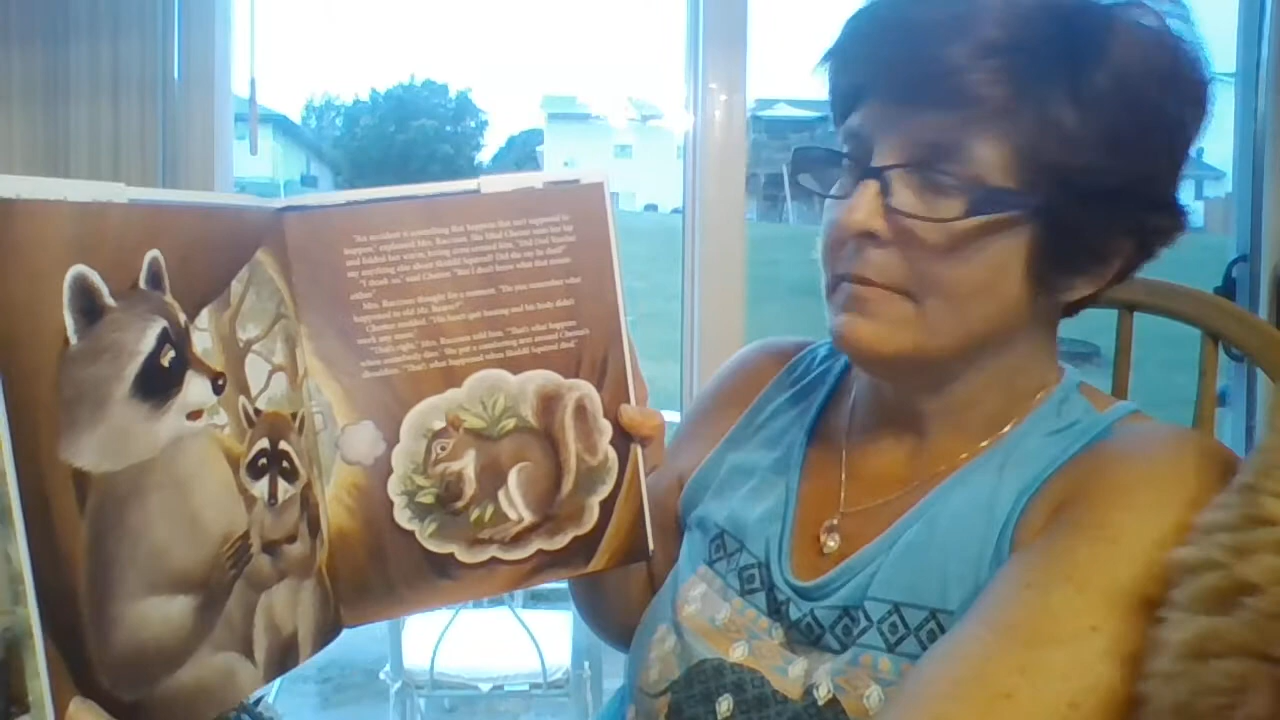 "An accident is something that happens that isn't supposed to
happen," explained Mrs. Raccoon. She lifted Chester onto her lap
and folded her warm, loving arms around him. "Did Owl Teacher
say anything else about Skiddil Squirrel? Did she say he died?"
"I think so," said Chester. "But I don't know what that means
either."
Mrs. Raccoon thought for a moment. "Do you remember what
happened to old Mr. Beaver?"
Chester nodded. "His heart quit beating and his body didn't
work any more."
"That's right," Mrs. Raccoon told him. "That's what happens
when somebody dies." She put a comforting arm around Chester's
shoulders. "That's what happened when Skiddil Squirrel died."